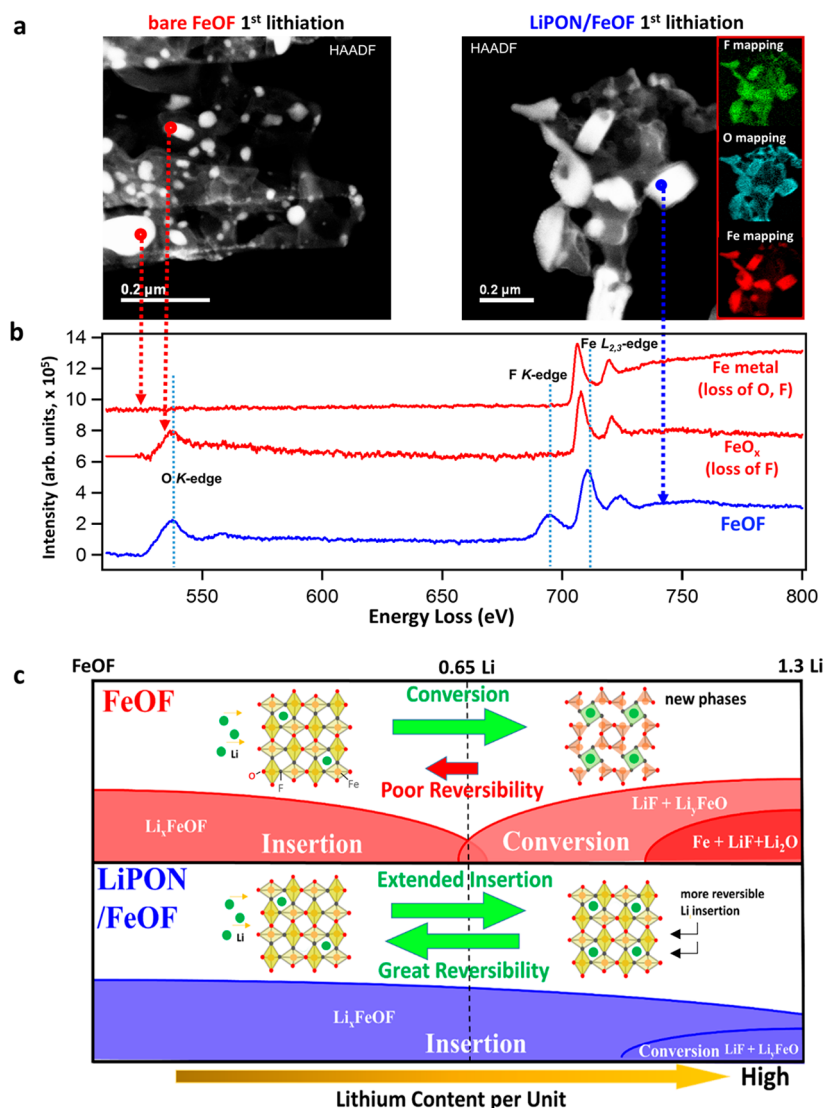 a
bare FeOF 1st lithiation
LiPON/FeOF 1st lithiation
HAADF
HAADF
F mapping
O mapping
Fe mapping
0.2 µm
0.2 µm
b
14
12
10
8
6
4
2
0
Intensity (arb. units, x 10⁵)
O K-edge
F K-edge
Fe L2,3-edge
Fe metal
(loss of O, F)
FeOx
(loss of F)
FeOF
550
600
650
700
750
800
Energy Loss (eV)
c
FeOF
0.65 Li
1.3 Li
FeOF
Li
O
F
Fe
Conversion
Poor Reversibility
new phases
LixFeOF
Insertion
Conversion
LiF + LiyFeO
Fe + LiF+Li2O
LiPON
/FeOF
Li
Extended Insertion
Great Reversibility
more reversible
Li insertion
LixFeOF
Insertion
Conversion LiF + LiyFeO
High
Lithium Content per Unit